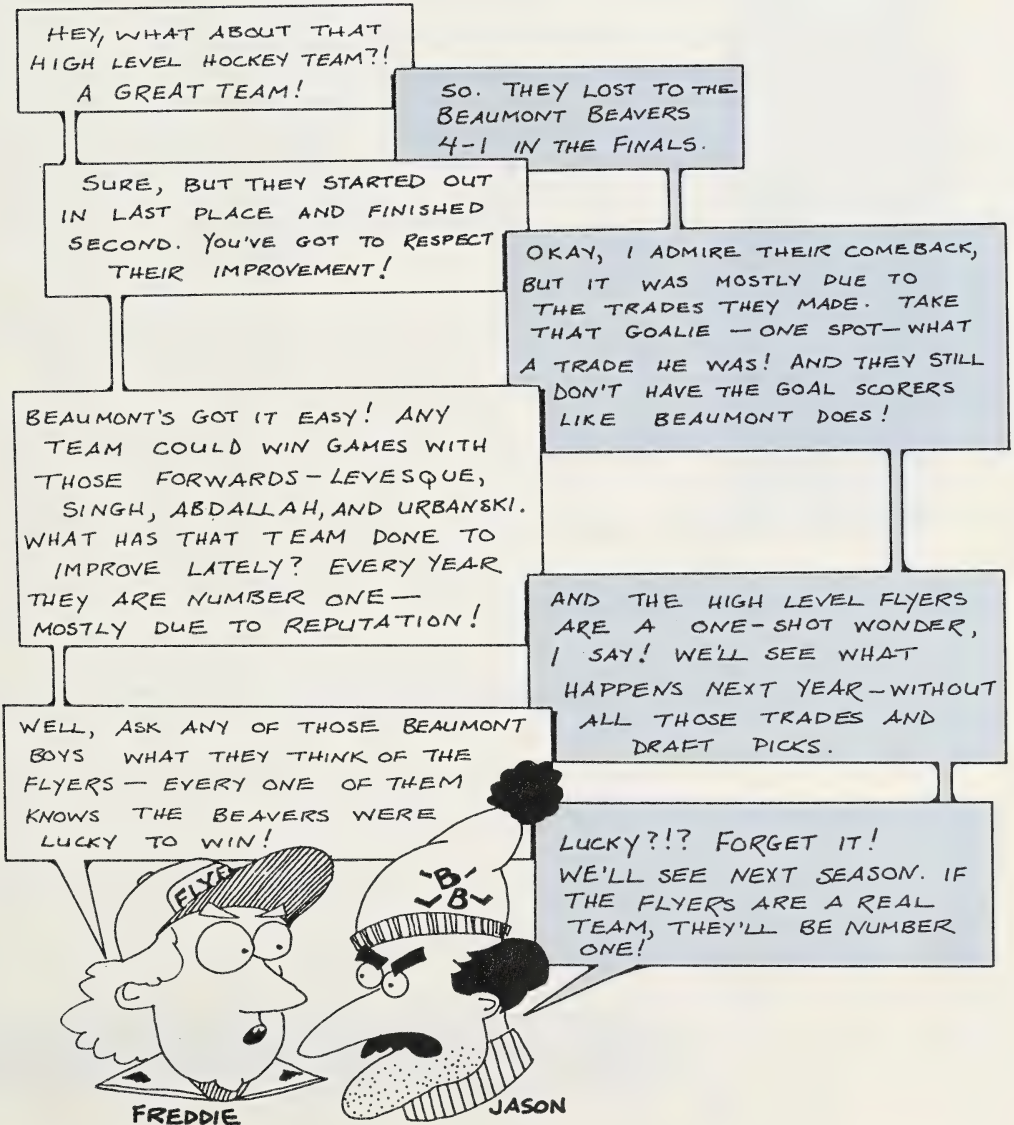 HEY, WHAT ABOUT THAT
HIGH LEVEL HOCKEY TEAM?!
A GREAT TEAM!
SO. THEY LOST TO THE
BEAUMONT BEAVERS
4-1 IN THE FINALS.
SURE, BUT THEY STARTED OUT
IN LAST PLACE AND FINISHED
SECOND. YOU'VE GOT TO RESPECT
THEIR IMPROVEMENT!
OKAY, I ADMIRE THEIR COMEBACK,
BUT IT WAS MOSTLY DUE TO
THE TRADES THEY MADE. TAKE
THAT GOALIE — ONE SPOT — WHAT
A TRADE HE WAS! AND THEY STILL
DON'T HAVE THE GOAL SCORERS
LIKE BEAUMONT DOES!
BEAUMONT'S GOT IT EASY! ANY
TEAM COULD WIN GAMES WITH
THOSE FORWARDS - LEVESQUE,
SINGH, ABDALLAH, AND URBANSKI.
WHAT HAS THAT TEAM DONE TO
IMPROVE LATELY? EVERY YEAR
THEY ARE NUMBER ONE —
MOSTLY DUE TO REPUTATION!
AND THE HIGH LEVEL FLYERS
ARE A ONE-SHOT WONDER,
I SAY! WE'LL SEE WHAT
HAPPENS NEXT YEAR — WITHOUT
ALL THOSE TRADES AND
DRAFT PICKS.
WELL, ASK ANY OF THOSE BEAUMONT
BOYS WHAT THEY THINK OF THE
FLYERS — EVERY ONE OF THEM
KNOWS THE BEAVERS WERE
LUCKY TO WIN!
LUCKY?!? FORGET IT!
WE'LL SEE NEXT SEASON. IF
THE FLYERS ARE A REAL
TEAM, THEY'LL BE NUMBER
ONE!
FLYE
B
B
FREDDIE
JASON